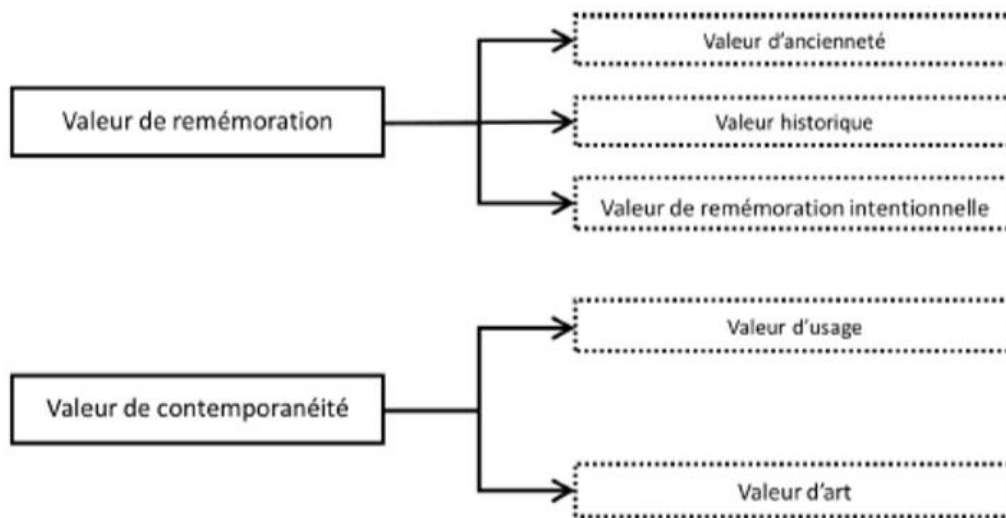 Valeur de remémoration
Valeur d'ancienneté
Valeur historique
Valeur de remémoration intentionnelle
Valeur de contemporanéité
Valeur d'usage
Valeur d'art